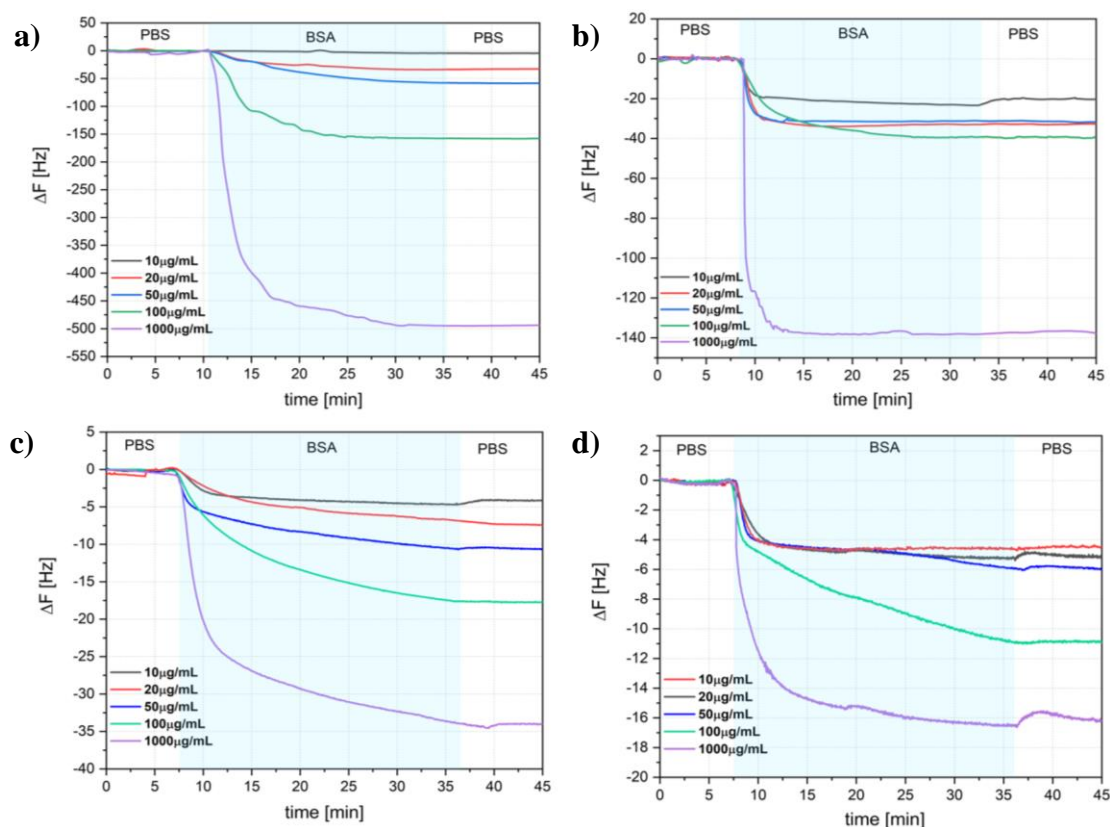 a)
PBS BSA PBS
50
0
-50
-100
-150
-200
-250
-300
-350
-400
-450
-500
-550
ΔF [Hz]
10µg/mL
20µg/mL
50µg/mL
100µg/mL
1000µg/mL
0 5 10 15 20 25 30 35 40 45
time [min]
b)
PBS BSA PBS
20
0
-20
-40
-60
-80
-100
-120
-140
ΔF [Hz]
10µg/mL
20µg/mL
50µg/mL
100µg/mL
1000µg/mL
0 5 10 15 20 25 30 35 40 45
time [min]
c)
PBS BSA PBS
5
0
-5
-10
-15
-20
-25
-30
-35
-40
ΔF [Hz]
10µg/mL
20µg/mL
50µg/mL
100µg/mL
1000µg/mL
0 5 10 15 20 25 30 35 40 45
time [min]
d)
PBS BSA PBS
2
0
-2
-4
-6
-8
-10
-12
-14
-16
-18
-20
ΔF [Hz]
10µg/mL
20µg/mL
50µg/mL
100µg/mL
1000µg/mL
0 5 10 15 20 25 30 35 40 45
time [min]